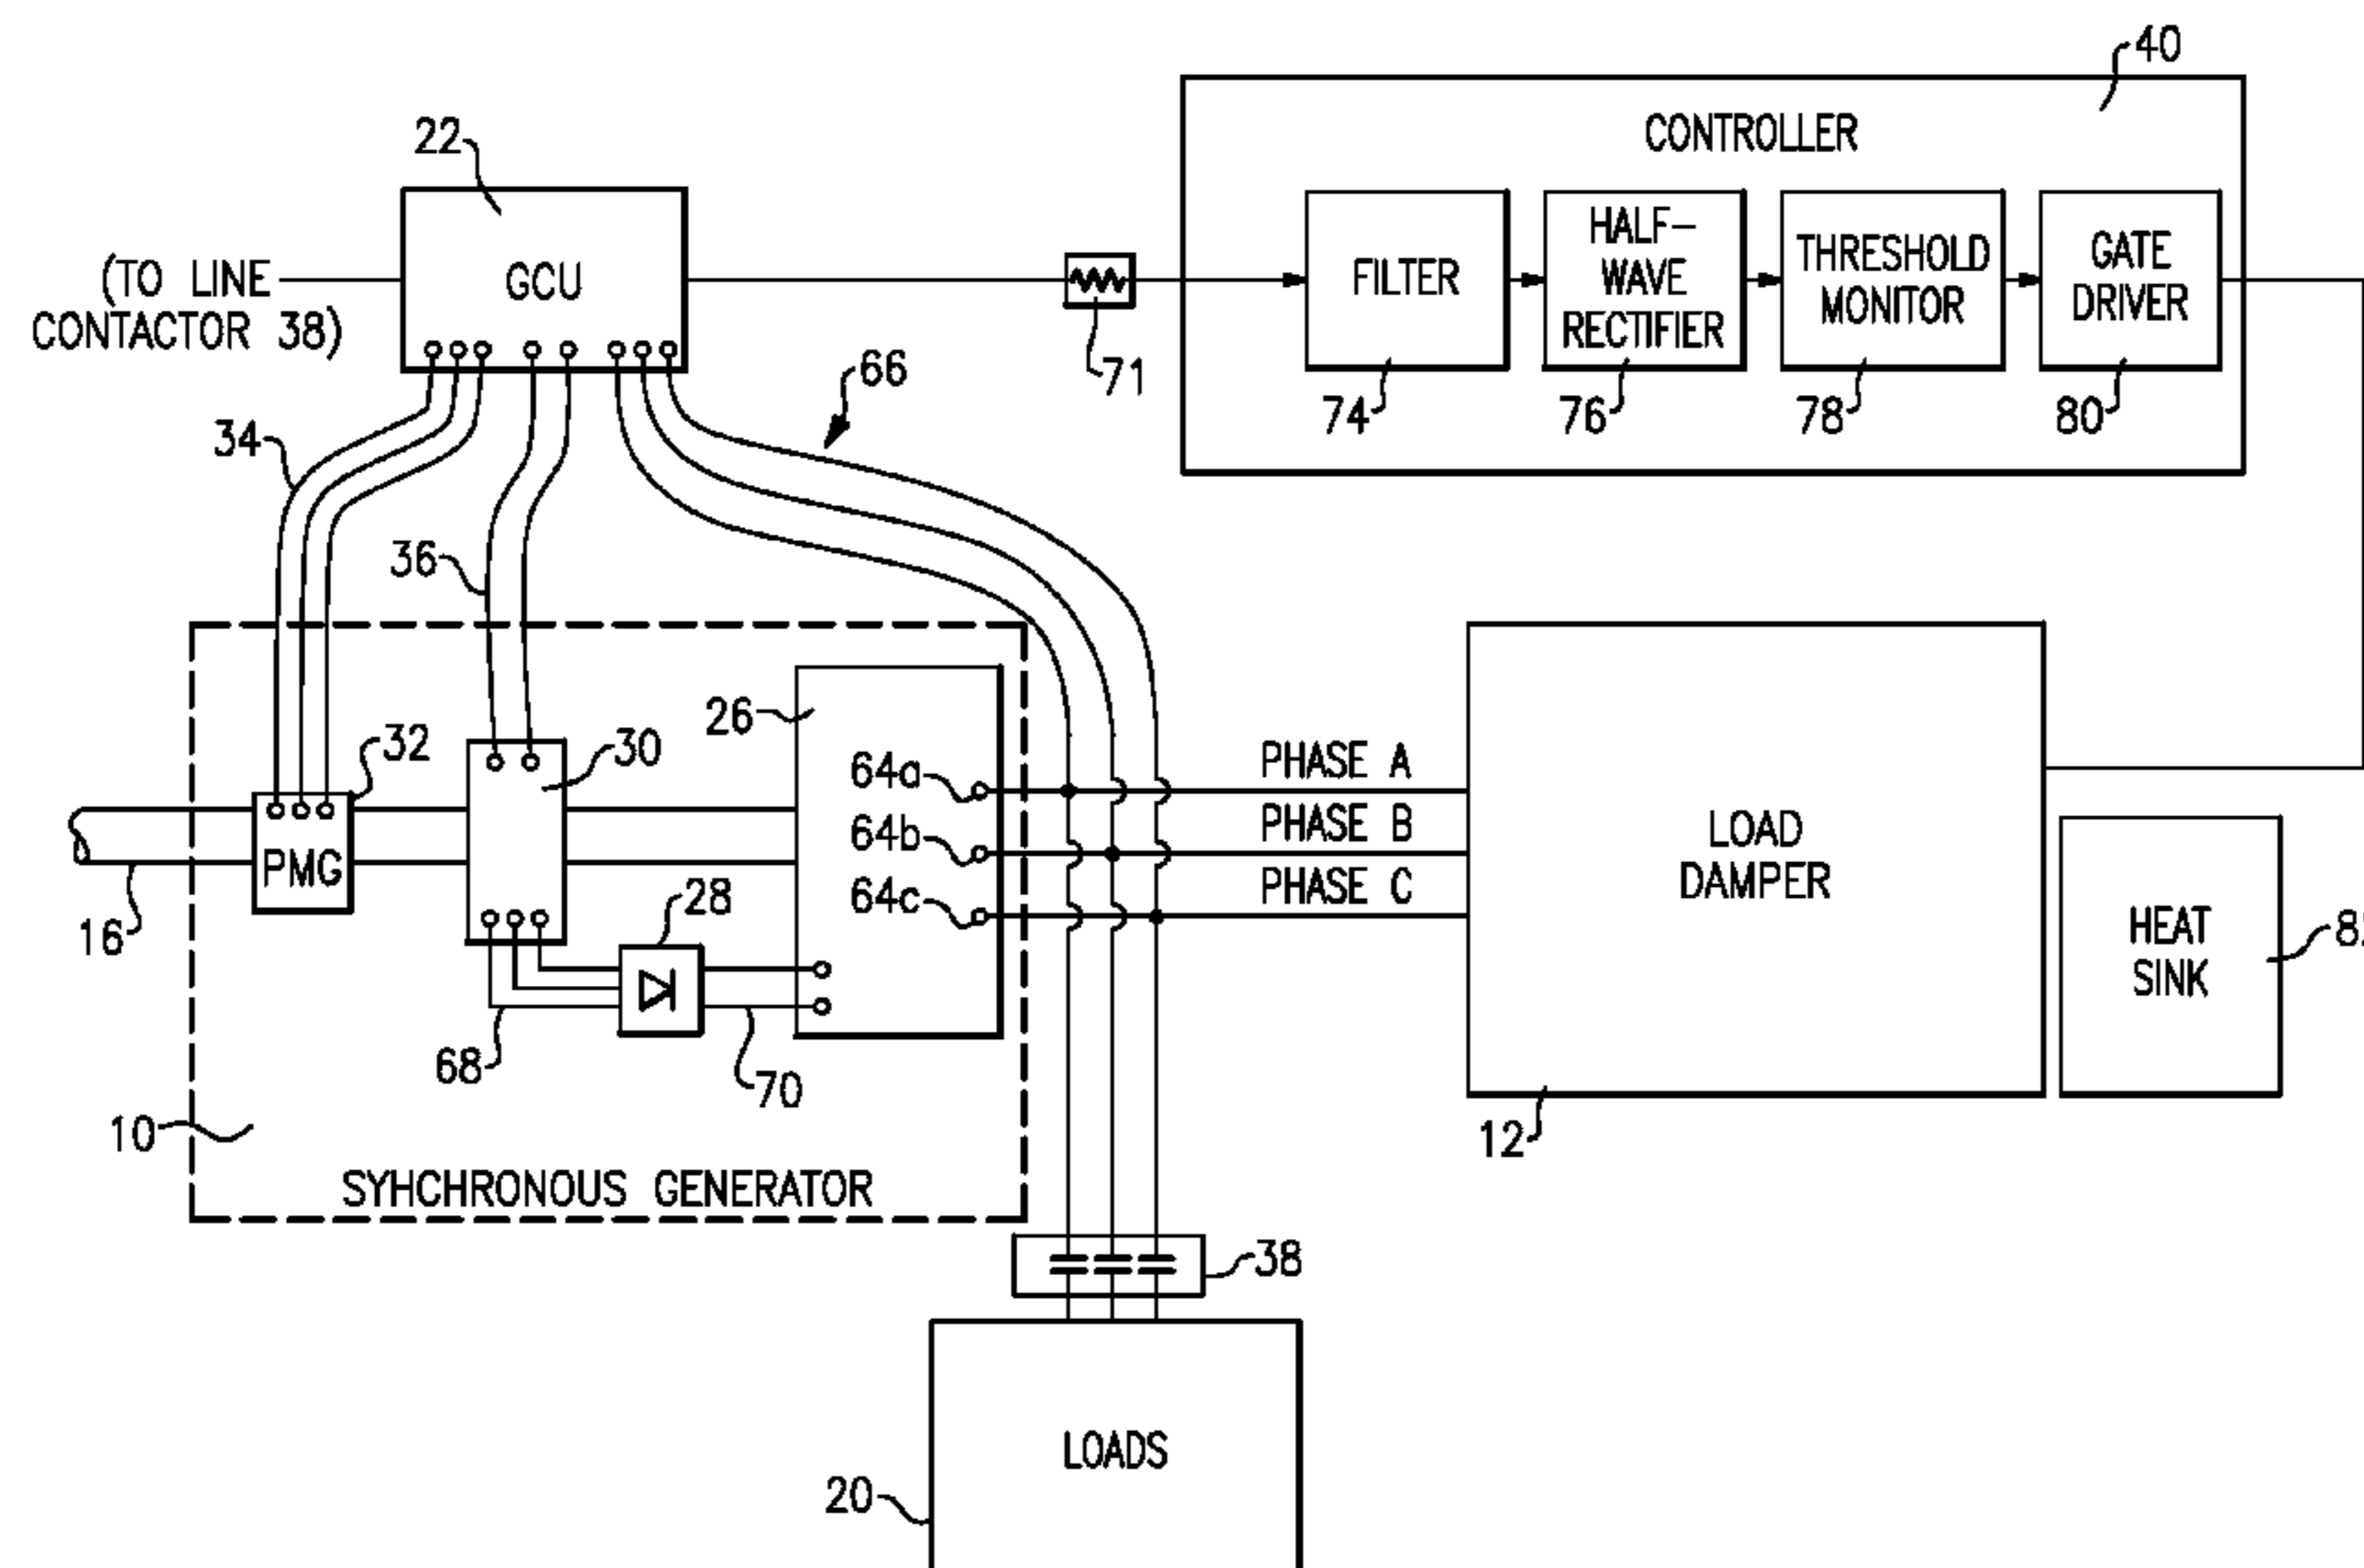 40
CONTROLLER
22
(TO LINE
CONTACTOR 38)
GCU
71
FILTER
74
HALF-
WAVE
RECTIFIER
76
THRESHOLD
MONITOR
78
GATE
DRIVER
80
66
34
36
26
32
30
64a
64b
64c
PHASE A
PHASE B
PHASE C
LOAD
DAMPER
12
HEAT
SINK
PMG
16
28
68
70
10
SYHCHRONOUS GENERATOR
38
LOADS
20